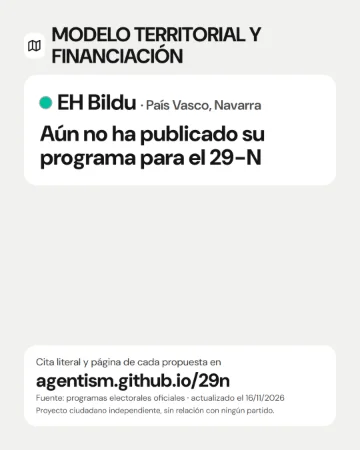 MODELO TERRITORIAL Y
FINANCIACIÓN
EH Bildu · País Vasco, Navarra
Aún no ha publicado su
programa para el 29-N
Cita literal y página de cada propuesta en
agentism.github.io/29n
Fuente: programas electorales oficiales · actualizado el 16/11/2026
Proyecto ciudadano independiente, sin relación con ningún partido.